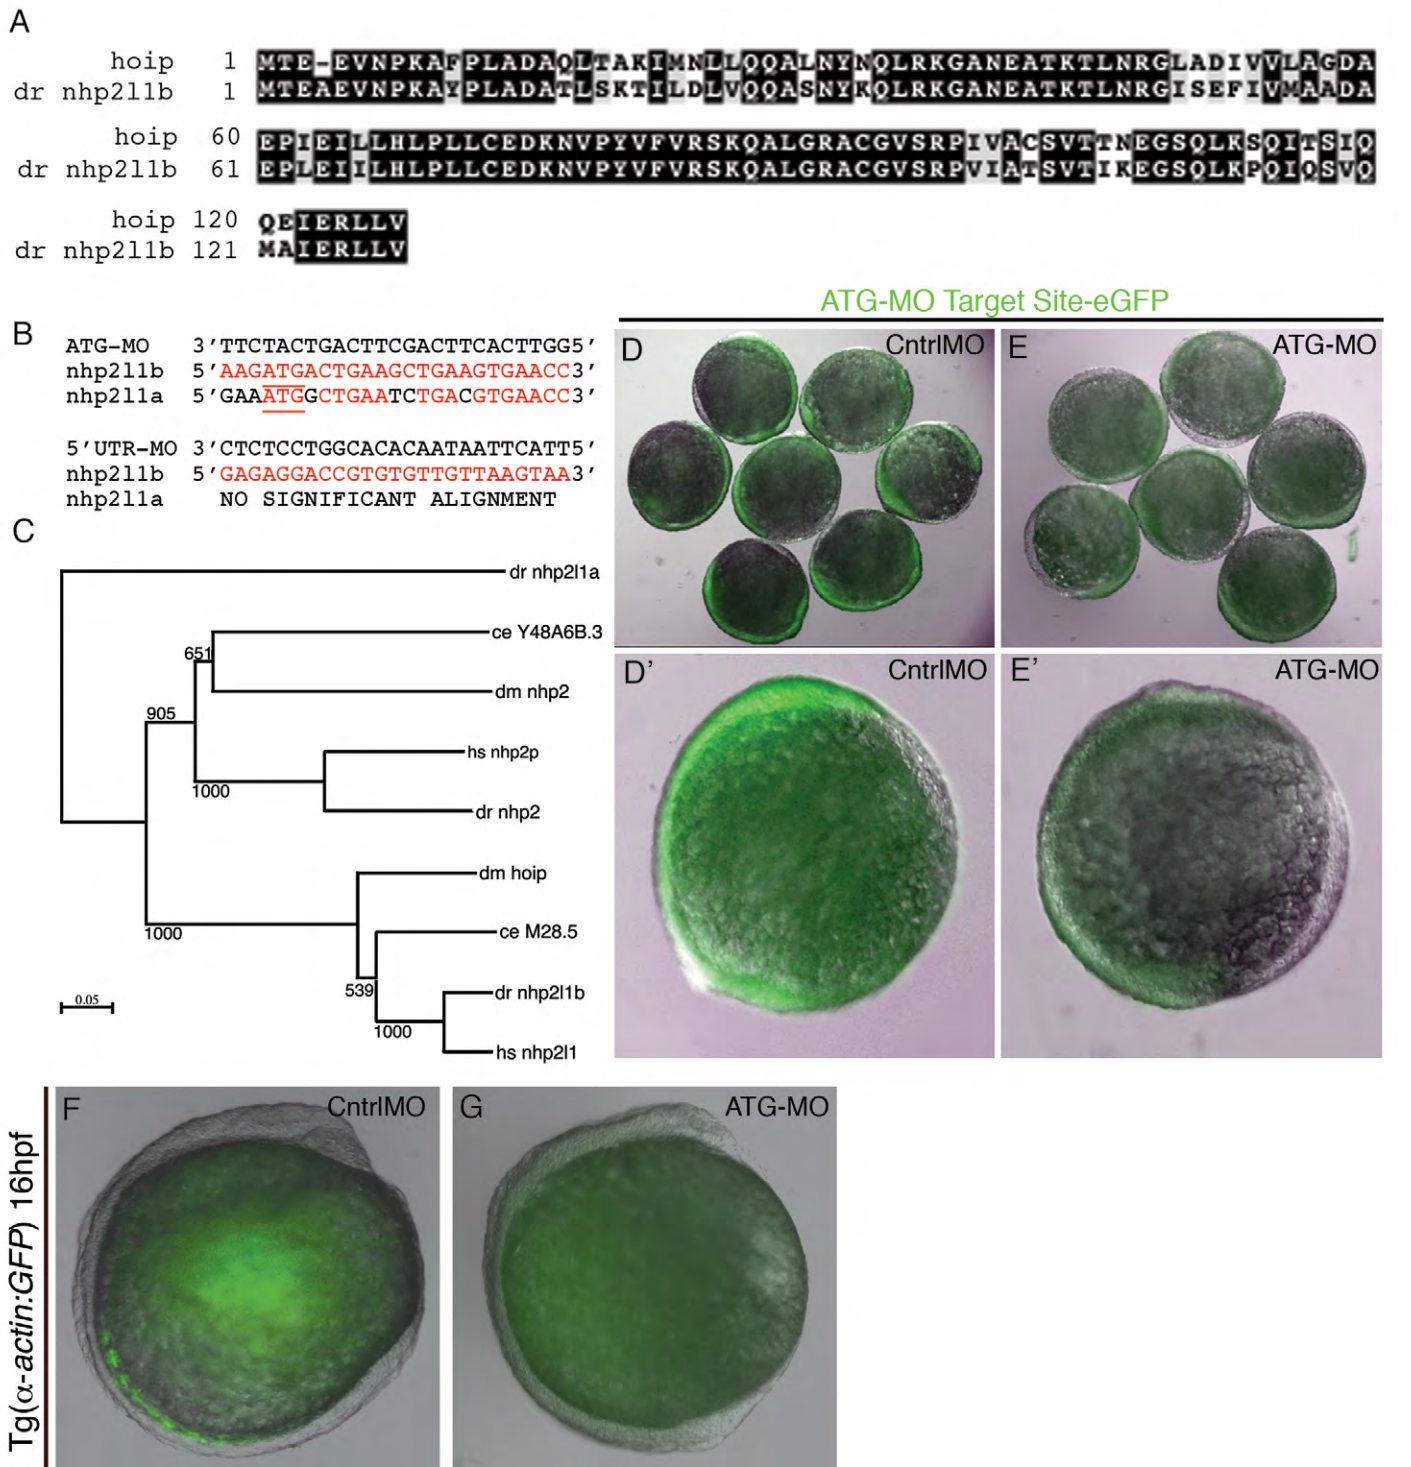 A
hoip 1 MTE-EVNPKAFPLADAQLTAKIMNLLQQALNYNQLRKGANEATKTLNRGLADIVVLAGDA
dr nhp2l1b 1 MTEAEVNPKAYPLADATLSKTILDLVQQASNYKQLRKGANEATKTLNRGISEFIVMAADA
hoip 60 EPIEILLHLPLLCEDKNVPYVFVRSKQALGRACGVSRPIVACSVTTNEGSQLKSQITSIQ
dr nhp2l1b 61 EPLEIILHLPLLCEDKNVPYVFVRSKQALGRACGVSRPVIATSVTIKEGSQLKPQIQSVQ
hoip 120 QEIERLLV
dr nhp2l1b 121 MAIERLLV
B
ATG-MO 3'TTCTACTGACTTCGACTTCACTTGG5'
nhp2l1b 5'AAGATGACTGAAGCTGAAGTGAACC3'
nhp2l1a 5'GAAATGGCTGAATCTGACGTGAACC3'
5'UTR-MO 3'CTCTCCTGGCACACAATAATTCATT5'
nhp2l1b 5'GAGAGGACCGTGTGTTGTTAAGTAA3'
nhp2l1a NO SIGNIFICANT ALIGNMENT
C
dr nhp2l1a
ce Y48A6B.3
651
dm nhp2
905
hs nhp2p
1000
dr nhp2
dm hoip
1000
ce M28.5
539
dr nhp2l1b
0.05
1000
hs nhp2l1
ATG-MO Target Site-eGFP
D CntrlMO
E ATG-MO
D' CntrlMO
E' ATG-MO
Tg(α-actin:GFP) 16hpf
F CntrlMO
G ATG-MO